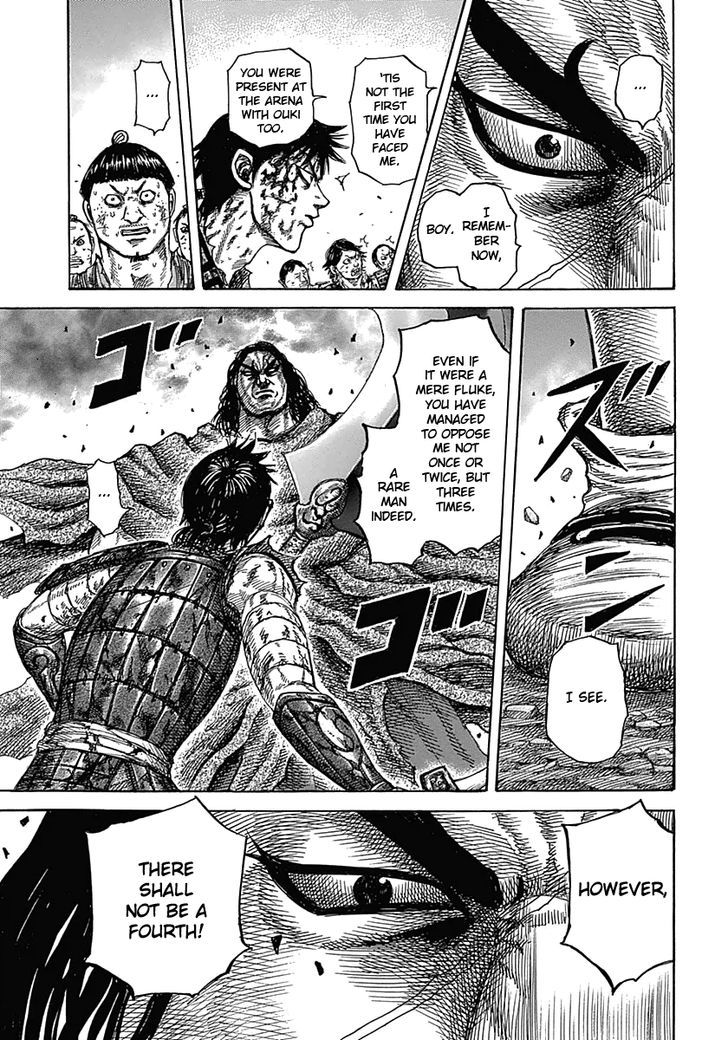 ...
I
REMEM-
BER
NOW,
BOY.
'TIS
NOT THE
FIRST
TIME YOU
HAVE
FACED
ME.
YOU WERE
PRESENT AT
THE ARENA
WITH OUKI
TOO.
...
ズ
ン
I SEE.
EVEN IF
IT WERE A
MERE FLUKE,
YOU HAVE
MANAGED
TO OPPOSE
ME NOT
ONCE OR
TWICE, BUT
THREE
TIMES.
A
RARE
MAN
INDEED.
ゴ
ゴ
...
HOWEVER,
THERE
SHALL
NOT BE A
FOURTH!